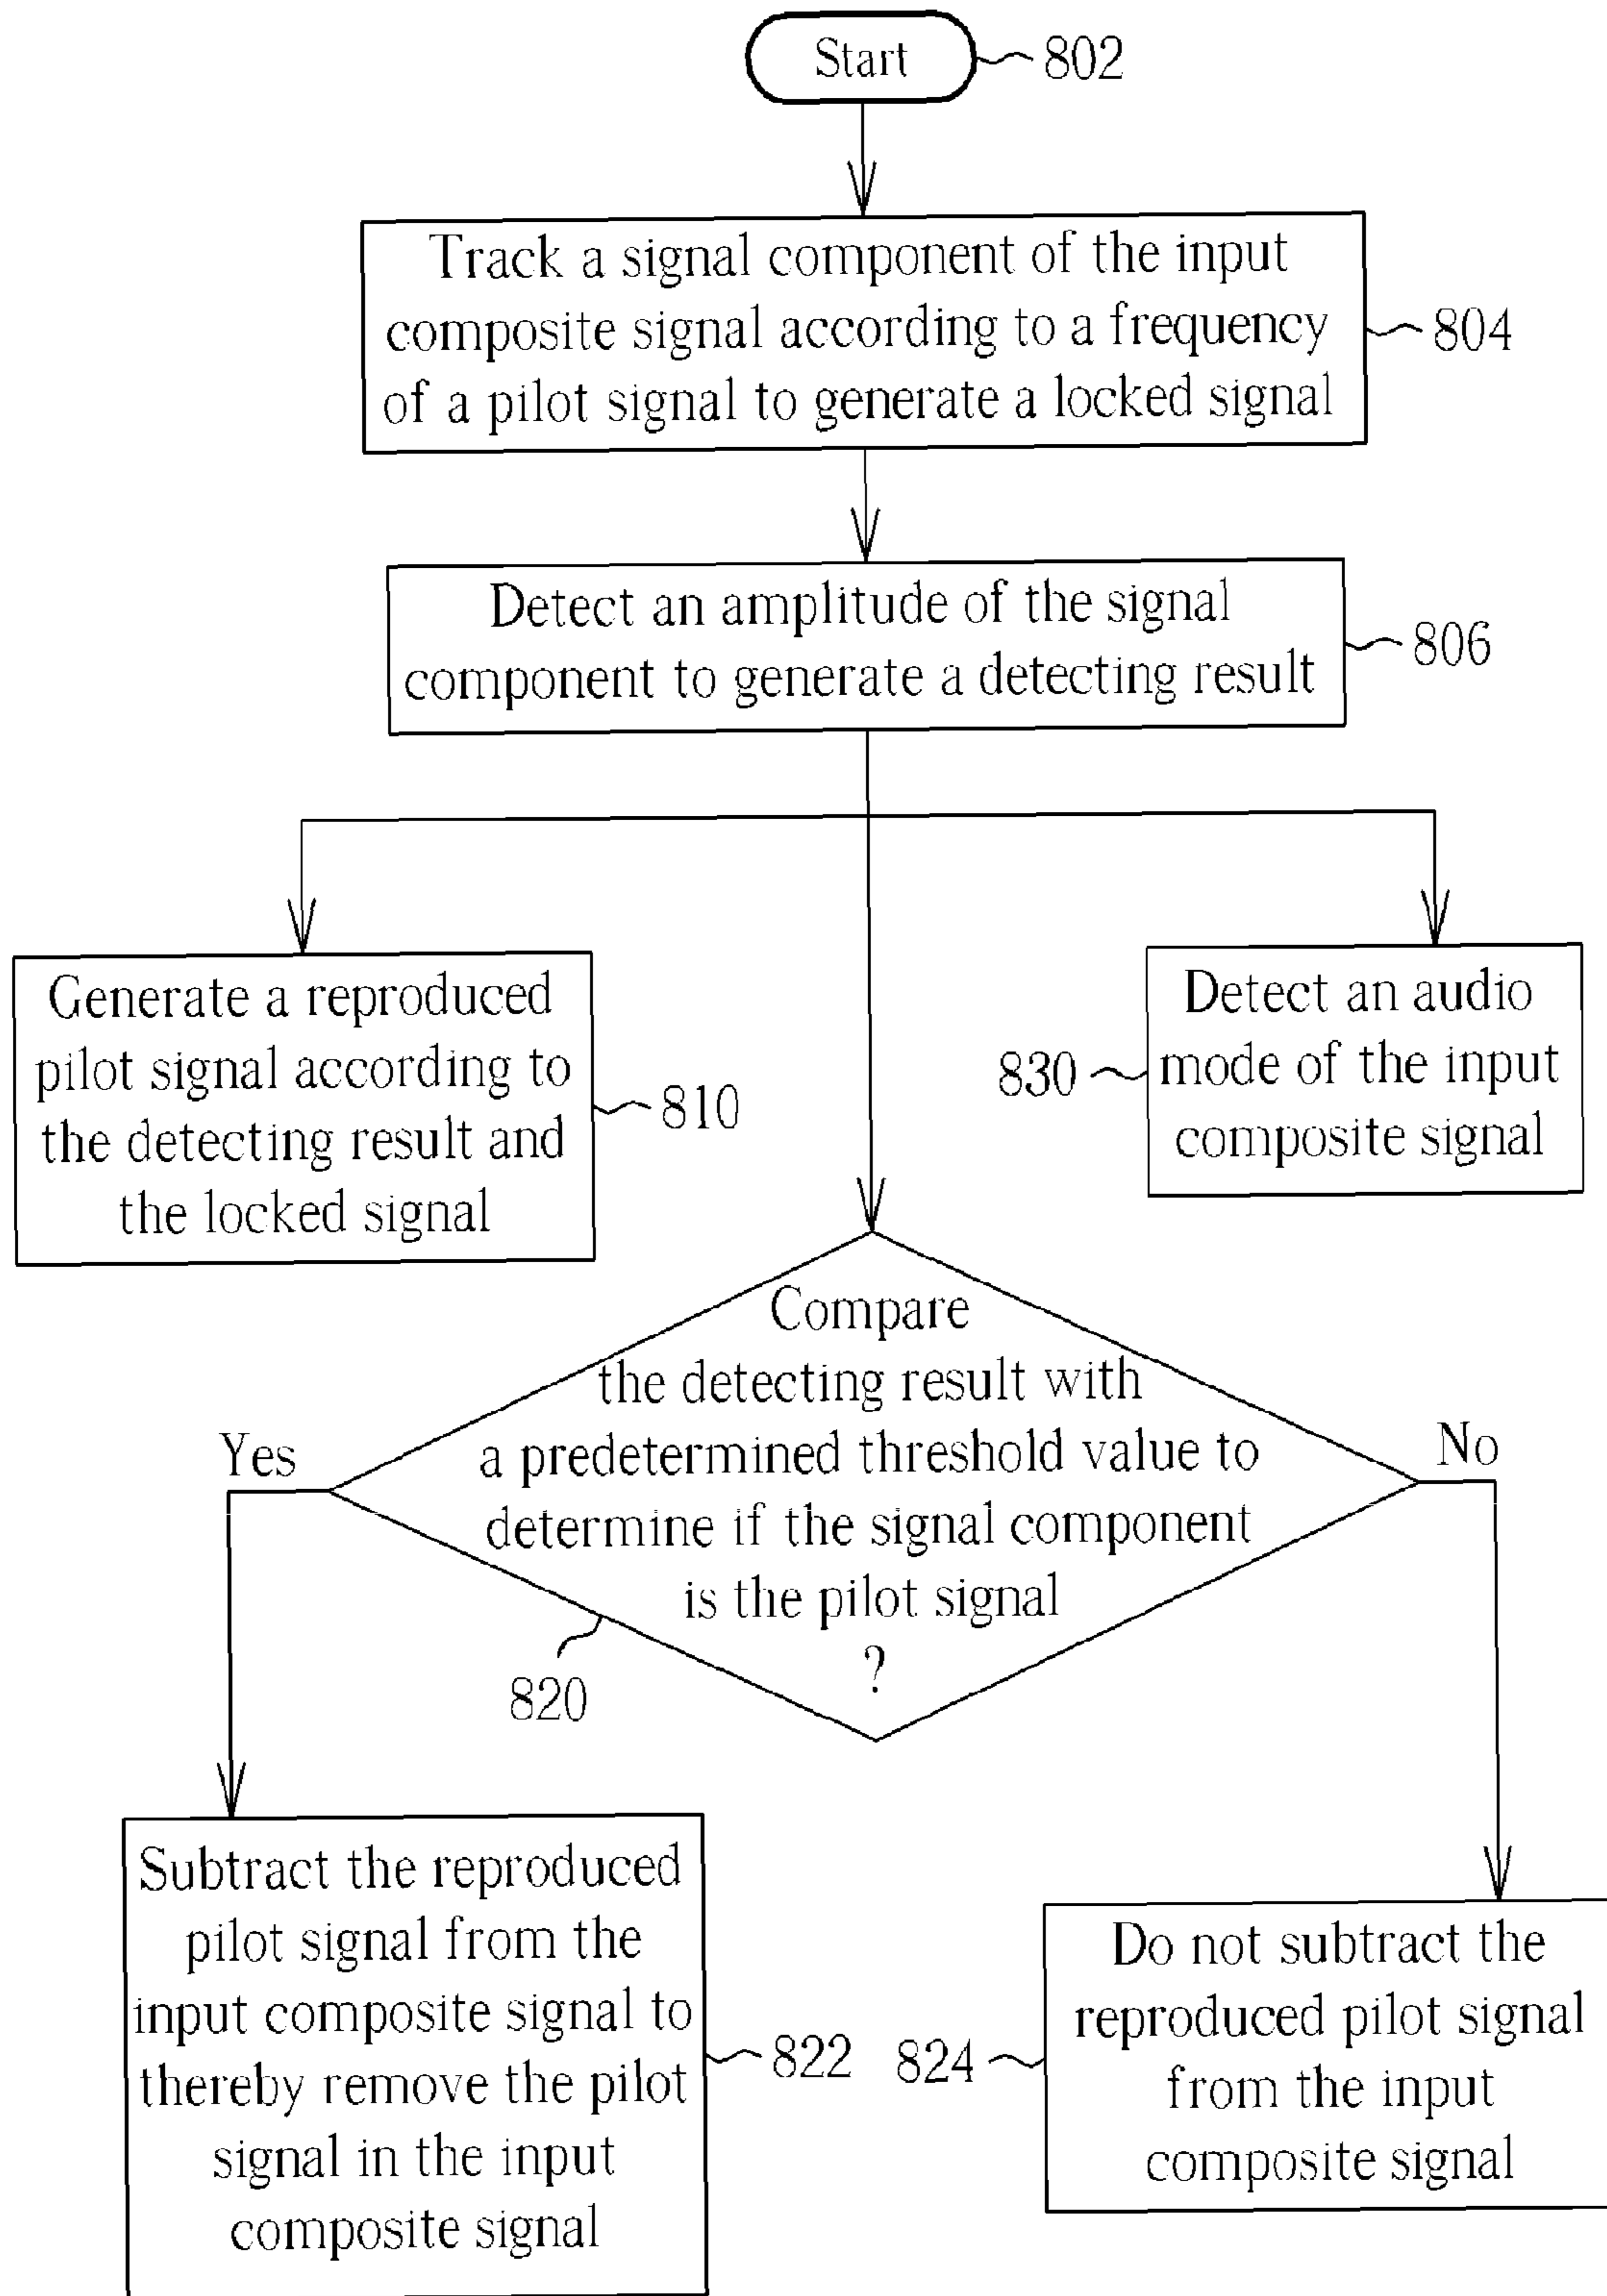 Start
802
Track a signal component of the input
composite signal according to a frequency
of a pilot signal to generate a locked signal
804
Detect an amplitude of the signal
component to generate a detecting result
806
Generate a reproduced
pilot signal according to
the detecting result and
the locked signal
810
Detect an audio
mode of the input
composite signal
830
Compare
the detecting result with
a predetermined threshold value to
determine if the signal component
is the pilot signal
?
820
Yes
No
Subtract the reproduced
pilot signal from the
input composite signal to
thereby remove the pilot
signal in the input
composite signal
822
Do not subtract the
reproduced pilot signal
from the input
composite signal
824